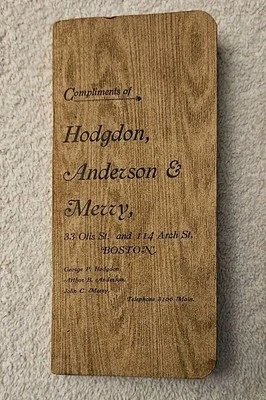 Compliments of
Hodgdon,
Anderson &
Merry,
33 Otis St. and 114 Arch St.
BOSTON.
George P. Hodgdon.
Arthur B. Anderson.
John C. Merry.
Telephone 3106 Main.